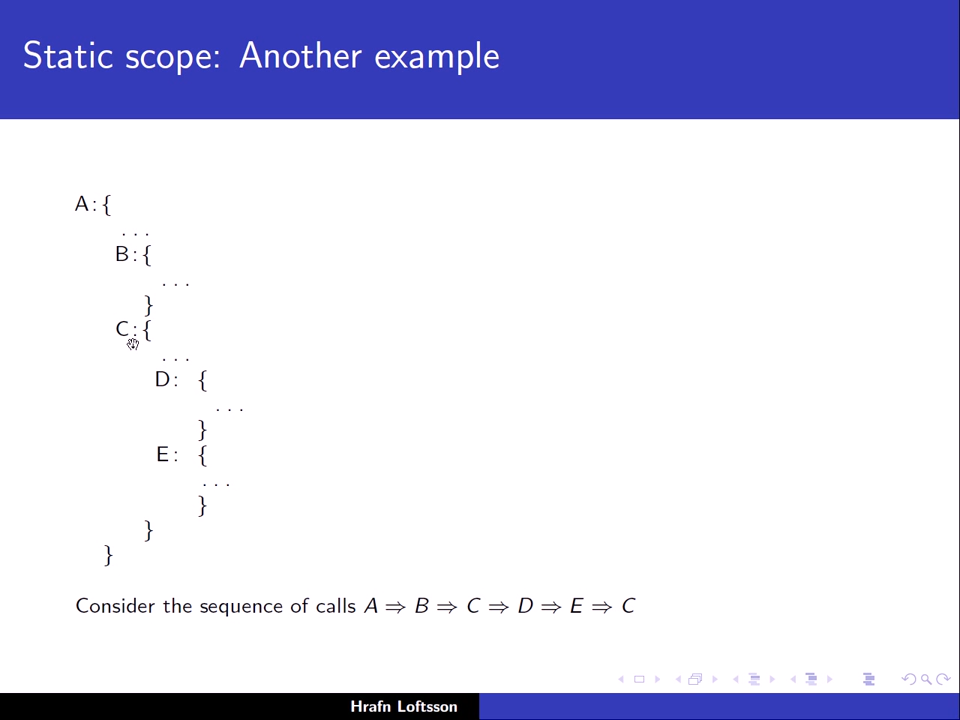 Static scope: Another example
A:{
...
B:{
...
}
C:{
...
D: {
...
}
E: {
...
}
}
}
Consider the sequence of calls A ⇒ B ⇒ C ⇒ D ⇒ E ⇒ C
Hrafn Loftsson